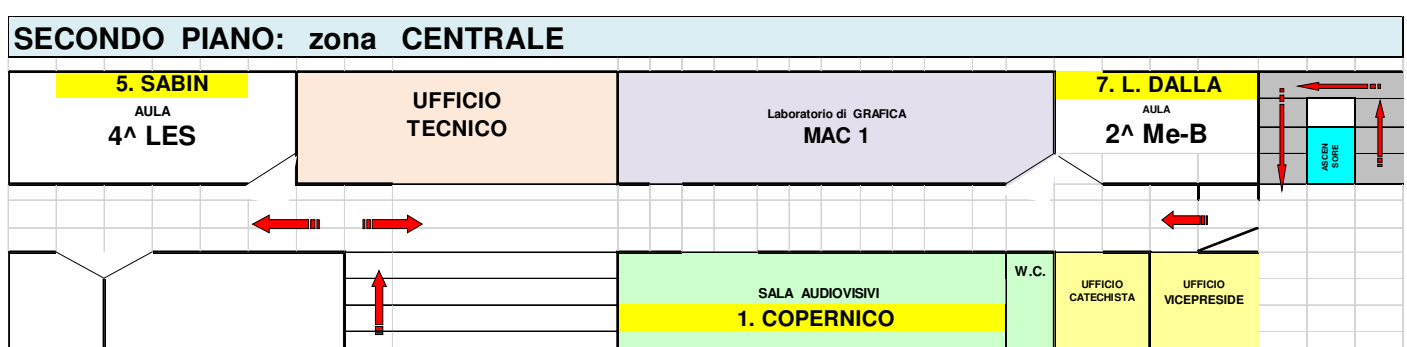 SECONDO PIANO: zona CENTRALE
5. SABIN
AULA
4^ LES
UFFICIO
TECNICO
Laboratorio di GRAFICA
MAC 1
7. L. DALLA
AULA
2^ Me-B
ASCEN
SORE
SALA AUDIOVISIVI
1. COPERNICO
W.C.
UFFICIO
CATECHISTA
UFFICIO
VICEPRESIDE